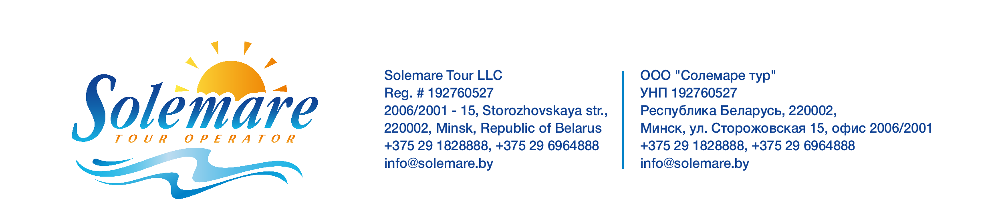 Solemare
TOUR OPERATOR
Solemare Tour LLC
Reg. # 192760527
2006/2001 - 15, Storozhovskaya str.,
220002, Minsk, Republic of Belarus
+375 29 1828888, +375 29 6964888
info@solemare.by
ООО "Солемаре тур"
УНП 192760527
Республика Беларусь, 220002,
Минск, ул. Сторожовская 15, офис 2006/2001
+375 29 1828888, +375 29 6964888
info@solemare.by